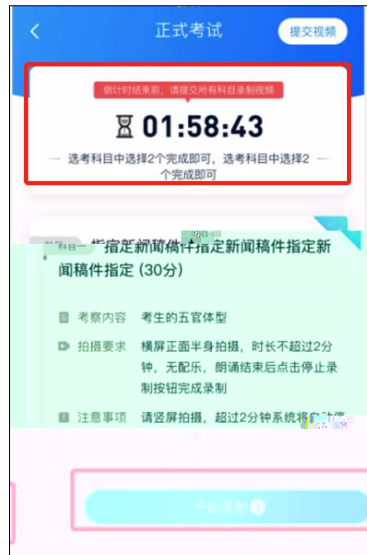 正式考试
提交视频
倒计时结束前，请提交所有科目录制视频
01:58:43
选考科目中选择2个完成即可，选考科目中选择2
个完成即可
科目一
指定新闻稿件指定新闻稿件指定新
闻稿件指定 (30分)
考察内容 考生的五官体型
拍摄要求 横屏正面半身拍摄，时长不超过2分
钟，无配乐，朗诵结束后点击停止录
制按钮完成录制
注意事项 请竖屏拍摄，超过2分钟系统将自动停